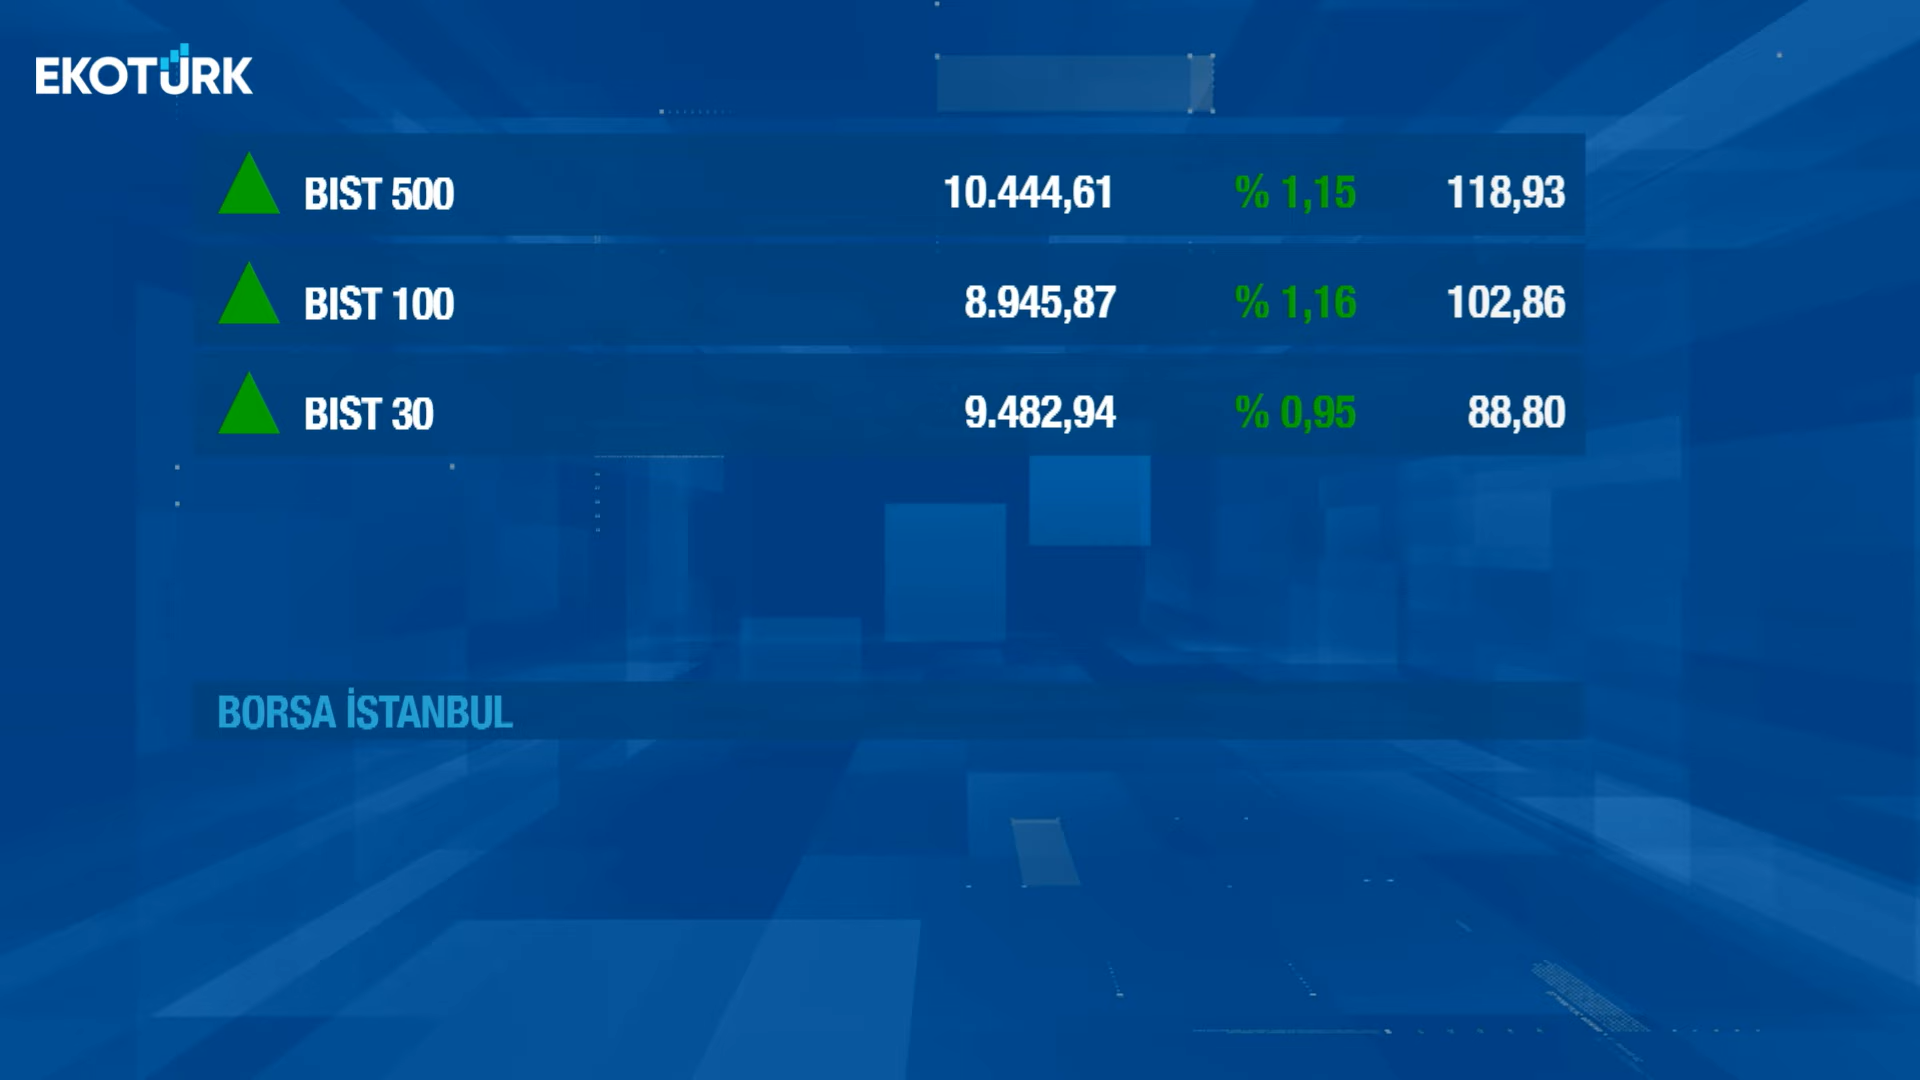 EKOTÜRK
BIST 500 10.444,61 % 1,15 118,93
BIST 100 8.945,87 % 1,16 102,86
BIST 30 9.482,94 % 0,95 88,80
BORSA İSTANBUL